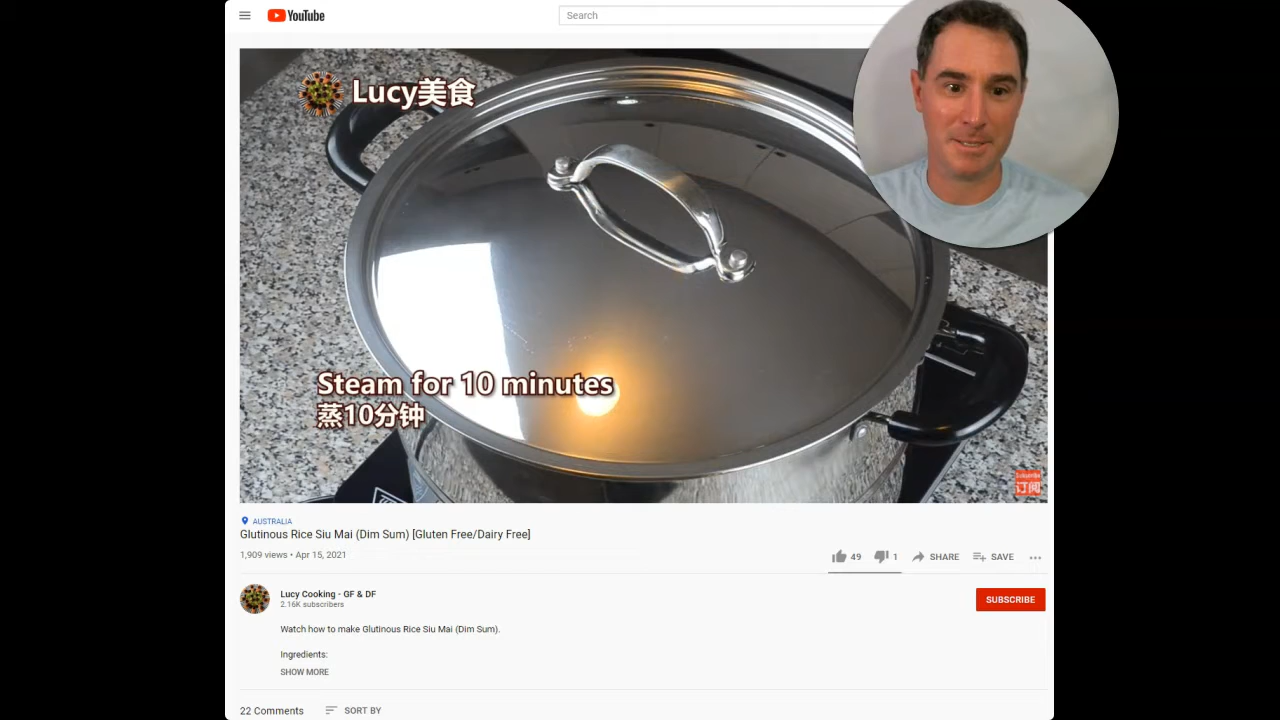 YouTube
Search
Lucy美食
Steam for 10 minutes
蒸10分钟
订阅
AUSTRALIA
Glutinous Rice Siu Mai (Dim Sum) [Gluten Free/Dairy Free]
1,909 views • Apr 15, 2021
49 1 SHARE SAVE
Lucy Cooking - GF & DF
2.16K subscribers
SUBSCRIBE
Watch how to make Glutinous Rice Siu Mai (Dim Sum).
Ingredients:
SHOW MORE
22 Comments SORT BY